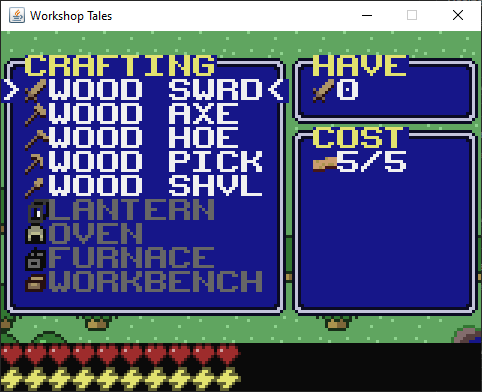 Workshop Tales
CRAFTING
>WOOD SWRD<
WOOD AXE
WOOD HOE
WOOD PICK
WOOD SHVL
LANTERN
OVEN
FURNACE
WORKBENCH
HAVE
0
COST
5/5